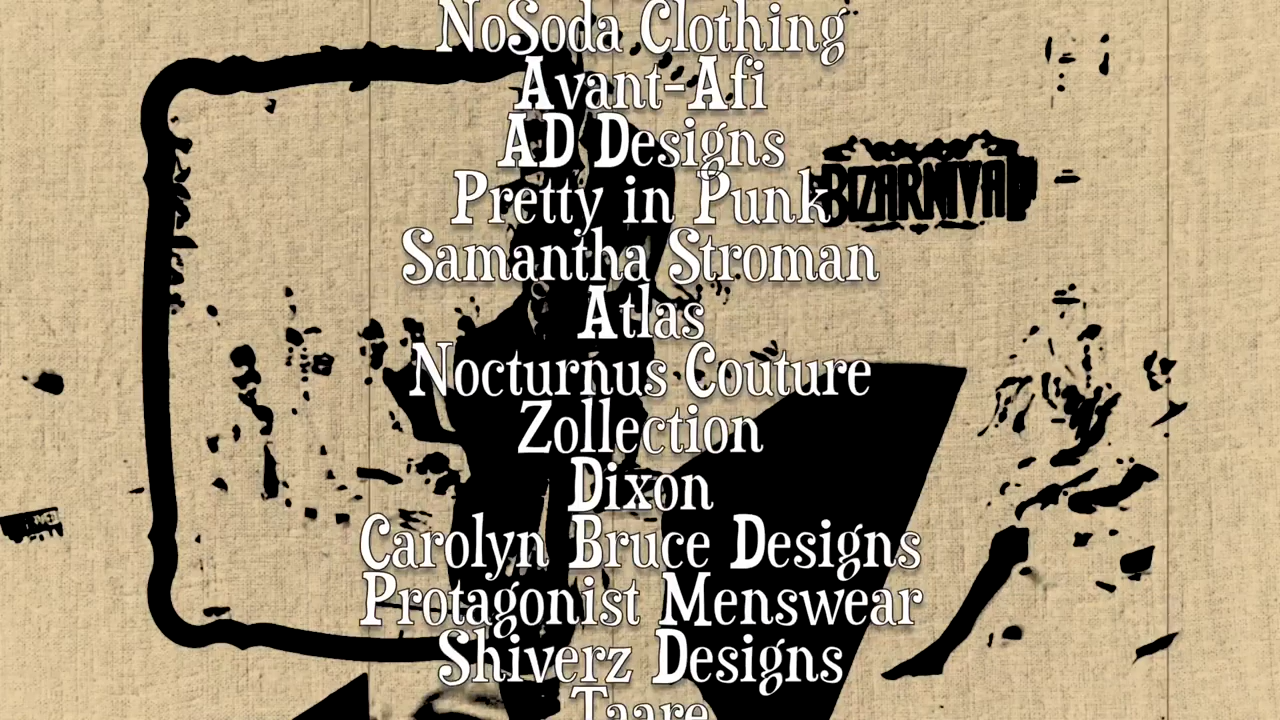 NoSoda Clothing
Avant-Afi
AD Designs
Pretty in Punk
BIZARNIVAL
Samantha Stroman
Atlas
Nocturnus Couture
Zollection
Dixon
Carolyn Bruce Designs
Protagonist Menswear
Shiverz Designs
Taare